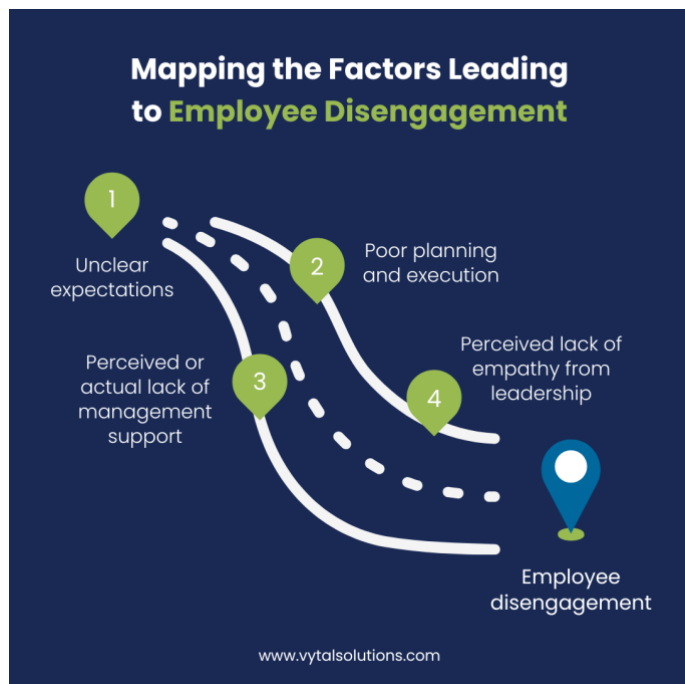 Mapping the Factors Leading
to Employee Disengagement
1
Unclear
expectations
2
Poor planning
and execution
3
Perceived or
actual lack of
management
support
4
Perceived lack of
empathy from
leadership
Employee
disengagement
www.vytalsolutions.com